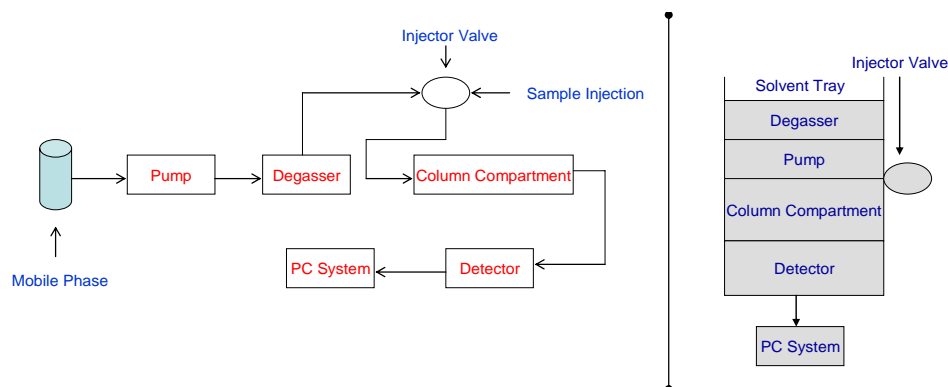 Injector Valve
Sample Injection
Pump
Degasser
Column Compartment
PC System
Detector
Mobile Phase
Injector Valve
Solvent Tray
Degasser
Pump
Column Compartment
Detector
PC System